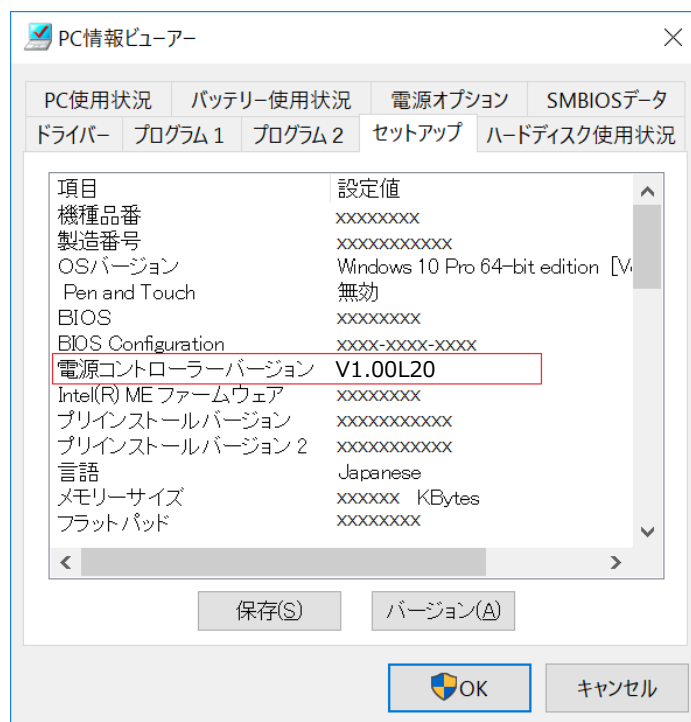 PC情報ビューアー
PC使用状況 バッテリー使用状況 電源オプション SMBIOSデータ
ドライバー プログラム 1 プログラム 2 セットアップ ハードディスク使用状況
項目 設定値
機種品番 xxxxxxxx
製造番号 xxxxxxxxxxx
OSバージョン Windows 10 Pro 64-bit edition [V
Pen and Touch 無効
BIOS xxxxxxxx
BIOS Configuration xxxx-xxxx-xxxx
電源コントローラーバージョン V1.00L20
Intel(R) ME ファームウェア xxxxxxxx
プリインストールバージョン xxxxxxxxxxx
プリインストールバージョン 2 xxxxxxxxxxx
言語 Japanese
メモリーサイズ xxxxxx KBytes
フラットパッド xxxxxxxx
保存(S) バージョン(A)
OK キャンセル